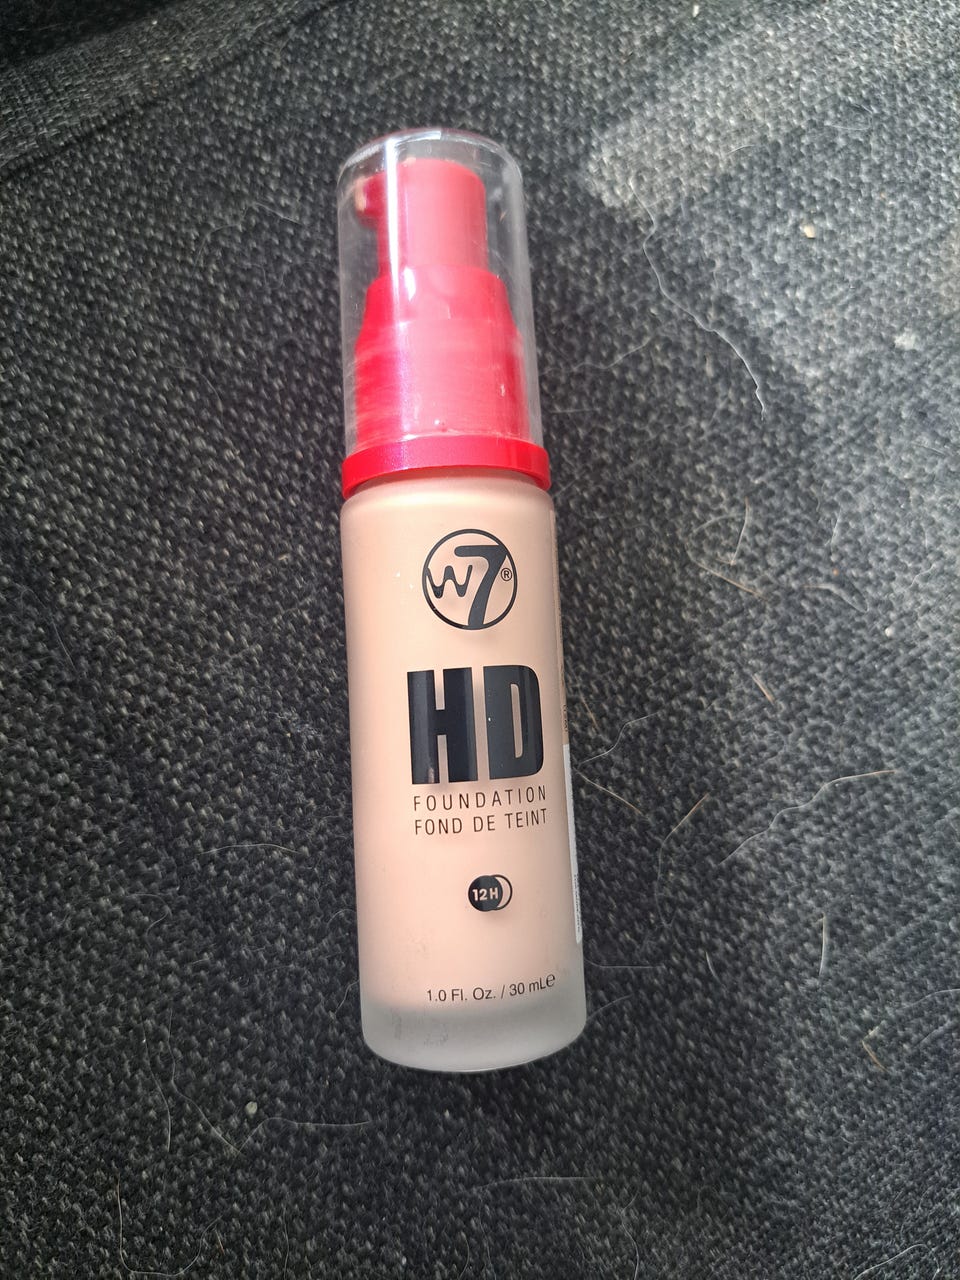 W7®
HD
FOUNDATION
FOND DE TEINT
12H
1.0 Fl. Oz. / 30 mL℮